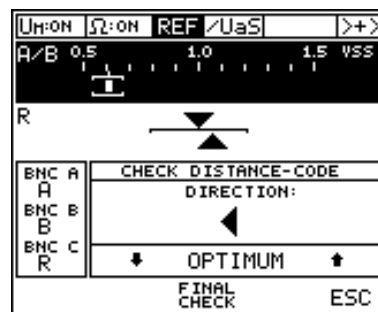 UM:ON Ω:ON REF /UaS >+>
A/B 0.5 1.0 1.5 VSS
R
BNC A CHECK DISTANCE-CODE
A DIRECTION:
BNC B
B
BNC C
R OPTIMUM
FINAL
CHECK ESC